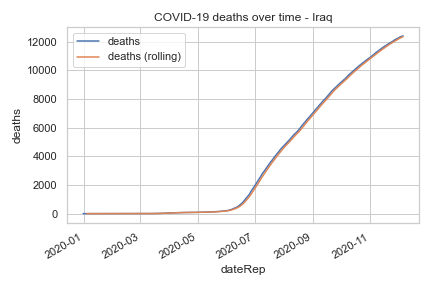 COVID-19 deaths over time - Iraq
deaths
deaths (rolling)
12000
10000
8000
6000
4000
2000
0
deaths
2020-01
2020-03
2020-05
2020-07
2020-09
2020-11
dateRep